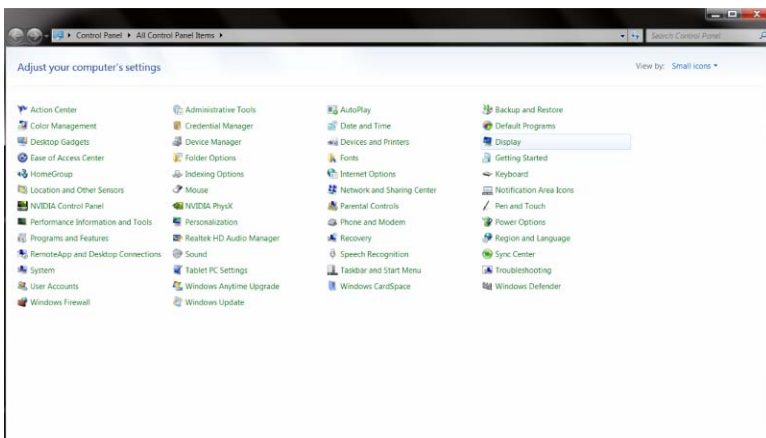 Control Panel All Control Panel Items
Search Control Panel
Adjust your computer's settings
View by: Small icons
Action Center Administrative Tools AutoPlay Backup and Restore
Color Management Credential Manager Date and Time Default Programs
Desktop Gadgets Device Manager Devices and Printers Display
Ease of Access Center Folder Options Fonts Getting Started
HomeGroup Indexing Options Internet Options Keyboard
Location and Other Sensors Mouse Network and Sharing Center Notification Area Icons
NVIDIA Control Panel NVIDIA PhysX Parental Controls Pen and Touch
Performance Information and Tools Personalization Phone and Modem Power Options
Programs and Features Realtek HD Audio Manager Recovery Region and Language
RemoteApp and Desktop Connections Sound Speech Recognition Sync Center
System Tablet PC Settings Taskbar and Start Menu Troubleshooting
User Accounts Windows Anytime Upgrade Windows CardSpace Windows Defender
Windows Firewall Windows Update